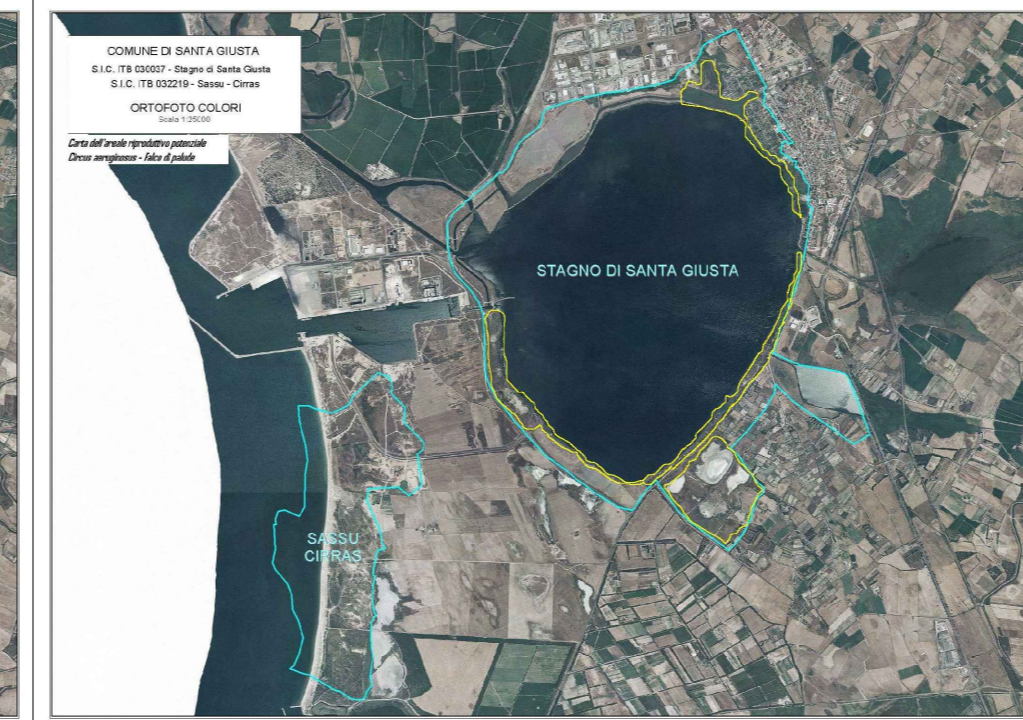 COMUNE DI SANTA GIUSTA
S.I.C. ITB 030037 - Stagno di Santa Giusta
S.I.C. ITB 032219 - Sassu - Cirras
ORTOFOTO COLORI
Scala 1:25000
Carta dell'areale riproduttivo potenziale
Circus aeruginosus - Falco di palude
STAGNO DI SANTA GIUSTA
SASSU
CIRRAS